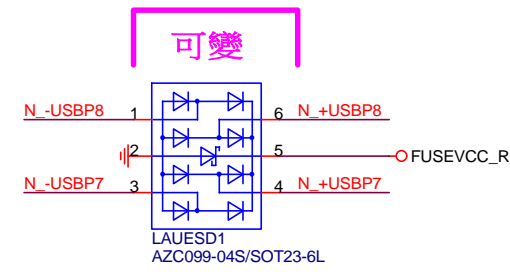 可變
N_-USBP8 1 6 N_+USBP8
2 5 FUSEVCC_R
N_-USBP7 3 4 N_+USBP7
LAUESD1
AZC099-04S/SOT23-6L